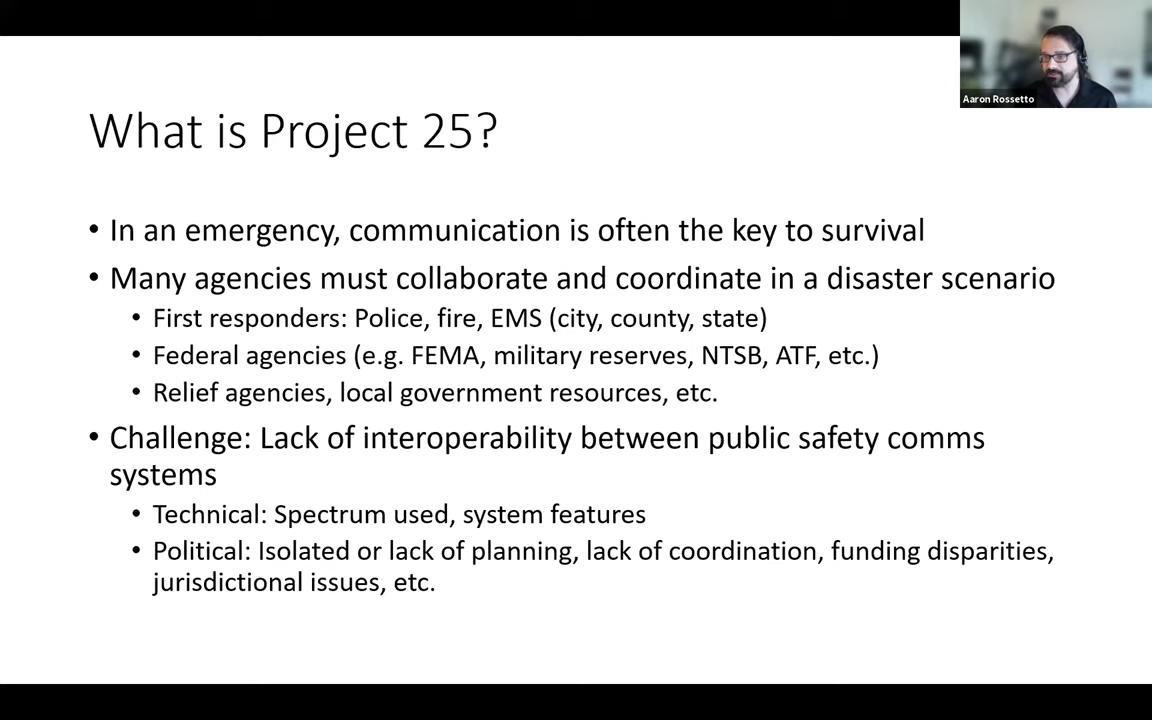 Aaron Rossetto
What is Project 25?
• In an emergency, communication is often the key to survival
• Many agencies must collaborate and coordinate in a disaster scenario
• First responders: Police, fire, EMS (city, county, state)
• Federal agencies (e.g. FEMA, military reserves, NTSB, ATF, etc.)
• Relief agencies, local government resources, etc.
• Challenge: Lack of interoperability between public safety comms
systems
• Technical: Spectrum used, system features
• Political: Isolated or lack of planning, lack of coordination, funding disparities,
jurisdictional issues, etc.